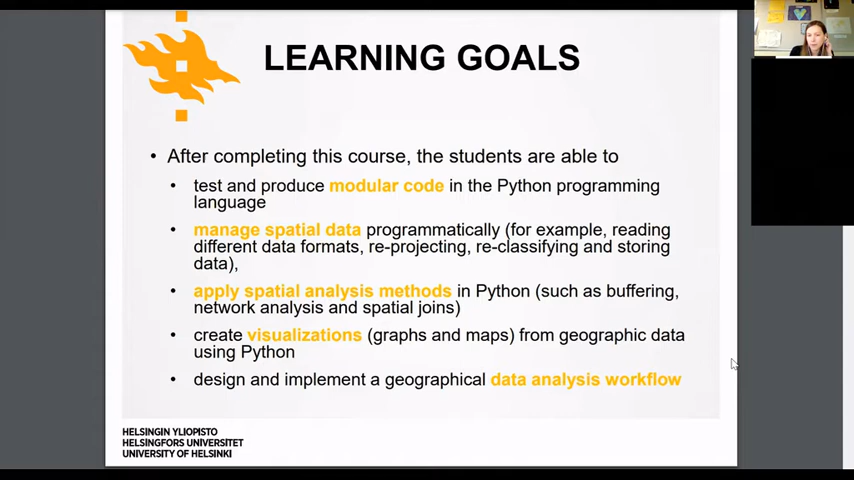 LEARNING GOALS
• After completing this course, the students are able to
• test and produce modular code in the Python programming
language
• manage spatial data programmatically (for example, reading
different data formats, re-projecting, re-classifying and storing
data),
• apply spatial analysis methods in Python (such as buffering,
network analysis and spatial joins)
• create visualizations (graphs and maps) from geographic data
using Python
• design and implement a geographical data analysis workflow
HELSINGIN YLIOPISTO
HELSINGFORS UNIVERSITET
UNIVERSITY OF HELSINKI